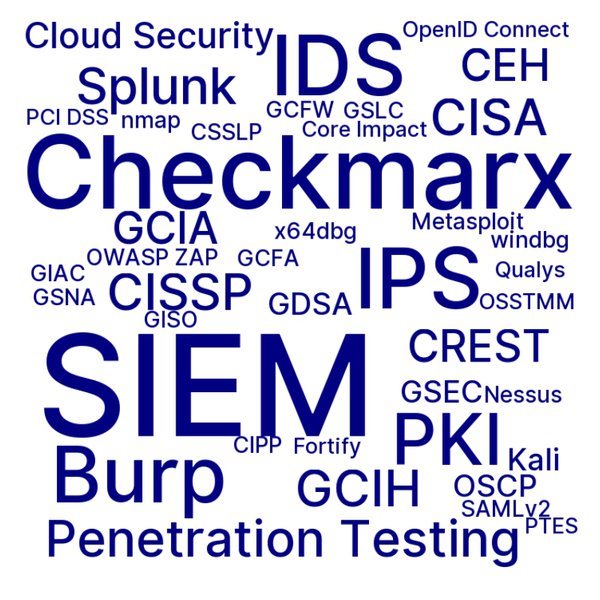 Cloud Security
IDS
OpenID Connect
CEH
Splunk
PCI DSS
nmap
CSSLP
GCFW
GSLC
Core Impact
CISA
Checkmarx
GCIA
x64dbg
Metasploit
windbg
OWASP ZAP
GCFA
IPS
Qualys
GIAC
GSNA
CISSP
GDSA
OSSTMM
GISO
SIEM
CREST
GSEC
Nessus
PKI
CIPP
Fortify
Kali
Burp
GCIH
OSCP
SAMLv2
PTES
Penetration Testing